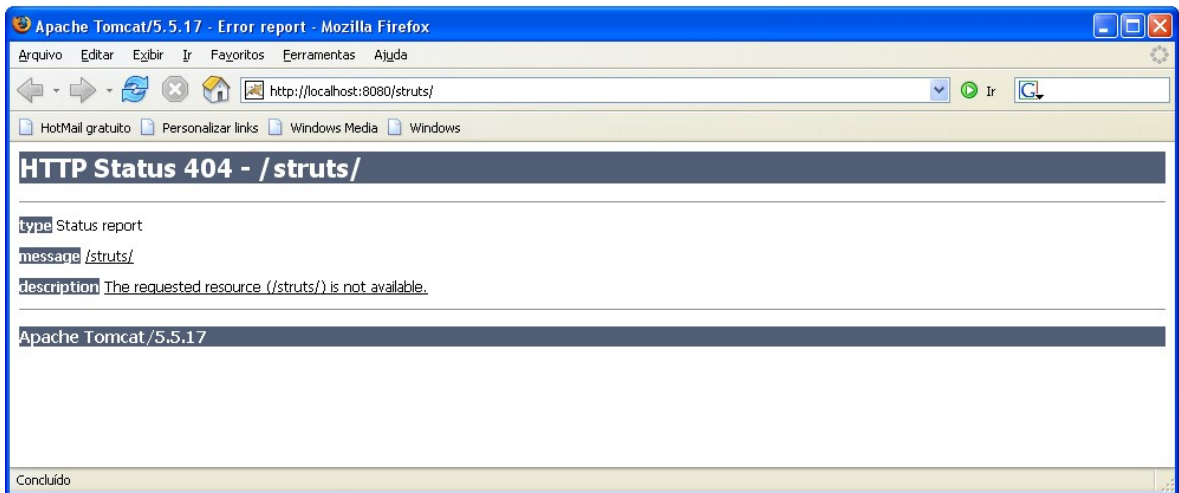 Apache Tomcat/5.5.17 - Error report - Mozilla Firefox
Arquivo Editar Exibir Ir Favoritos Ferramentas Ajuda
http://localhost:8080/struts/ Ir G
HotMail gratuito Personalizar links Windows Media Windows
HTTP Status 404 - /struts/
type Status report
message /struts/
description The requested resource (/struts/) is not available.
Apache Tomcat/5.5.17
Concluído